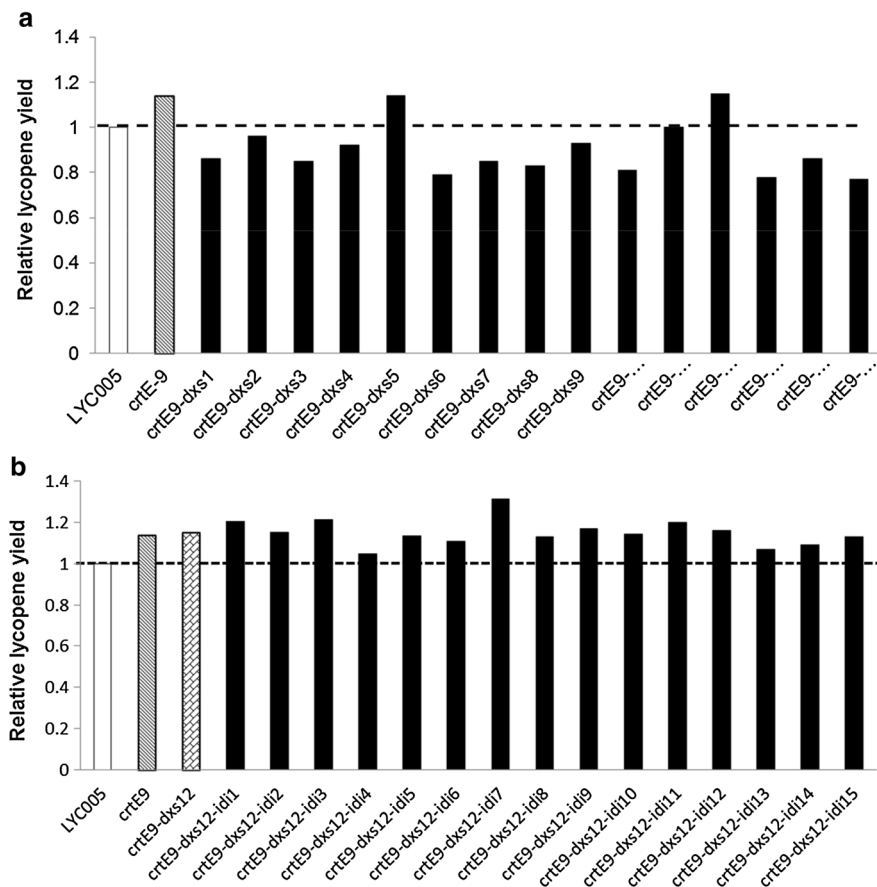 a
Relative lycopene yield
1.4
1.2
1
0.8
0.6
0.4
0.2
0
LYC005
crtE-9
crtE9-dxs1
crtE9-dxs2
crtE9-dxs3
crtE9-dxs4
crtE9-dxs5
crtE9-dxs6
crtE9-dxs7
crtE9-dxs8
crtE9-dxs9
crtE9-...
crtE9-...
crtE9-...
crtE9-...
crtE9-...
crtE9-...
b
Relative lycopene yield
1.4
1.2
1
0.8
0.6
0.4
0.2
0
LYC005
crtE9
crtE9-dxs12
crtE9-dxs12-idi1
crtE9-dxs12-idi2
crtE9-dxs12-idi3
crtE9-dxs12-idi4
crtE9-dxs12-idi5
crtE9-dxs12-idi6
crtE9-dxs12-idi7
crtE9-dxs12-idi8
crtE9-dxs12-idi9
crtE9-dxs12-idi10
crtE9-dxs12-idi11
crtE9-dxs12-idi12
crtE9-dxs12-idi13
crtE9-dxs12-idi14
crtE9-dxs12-idi15